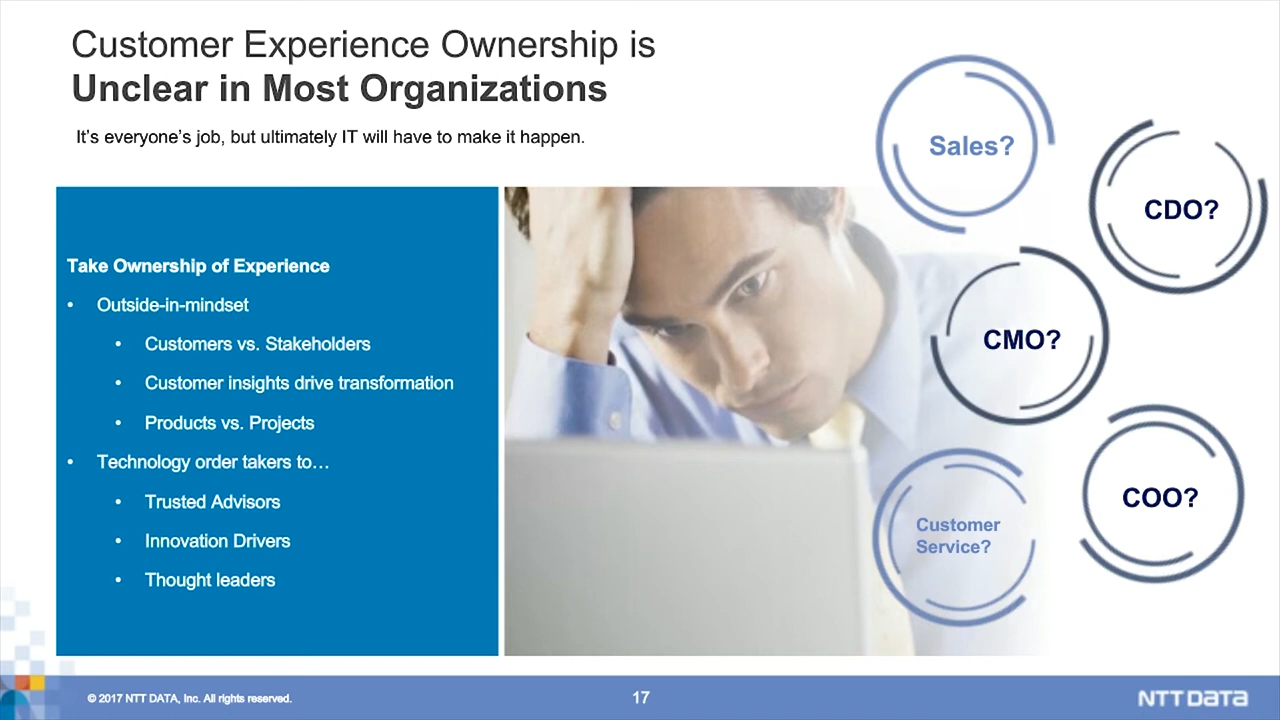 Customer Experience Ownership is
Unclear in Most Organizations
It's everyone's job, but ultimately IT will have to make it happen.
Take Ownership of Experience
• Outside-in-mindset
• Customers vs. Stakeholders
• Customer insights drive transformation
• Products vs. Projects
• Technology order takers to…
• Trusted Advisors
• Innovation Drivers
• Thought leaders
Sales?
CDO?
CMO?
COO?
Customer
Service?
© 2017 NTT DATA, Inc. All rights reserved.
17
NTT DATA